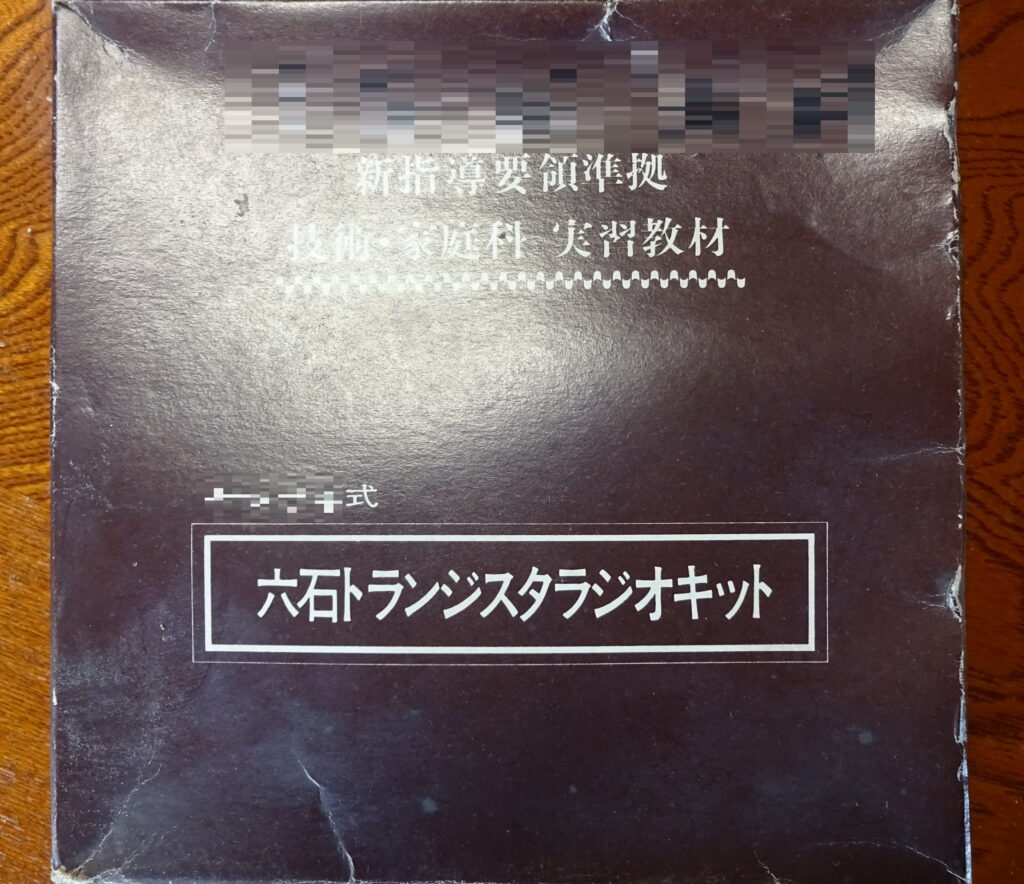 新指導要領準拠
技術・家庭科 実習教材
式
六石トランジスタラジオキット